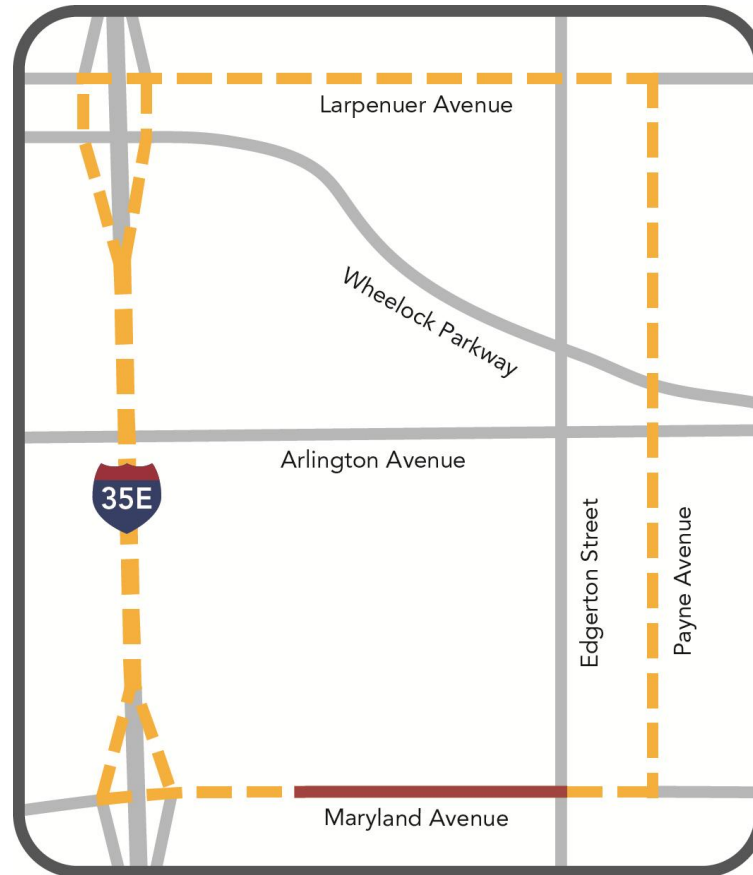 Larpenuer Avenue
Wheelock Parkway
Arlington Avenue
35E
Edgerton Street
Payne Avenue
Maryland Avenue